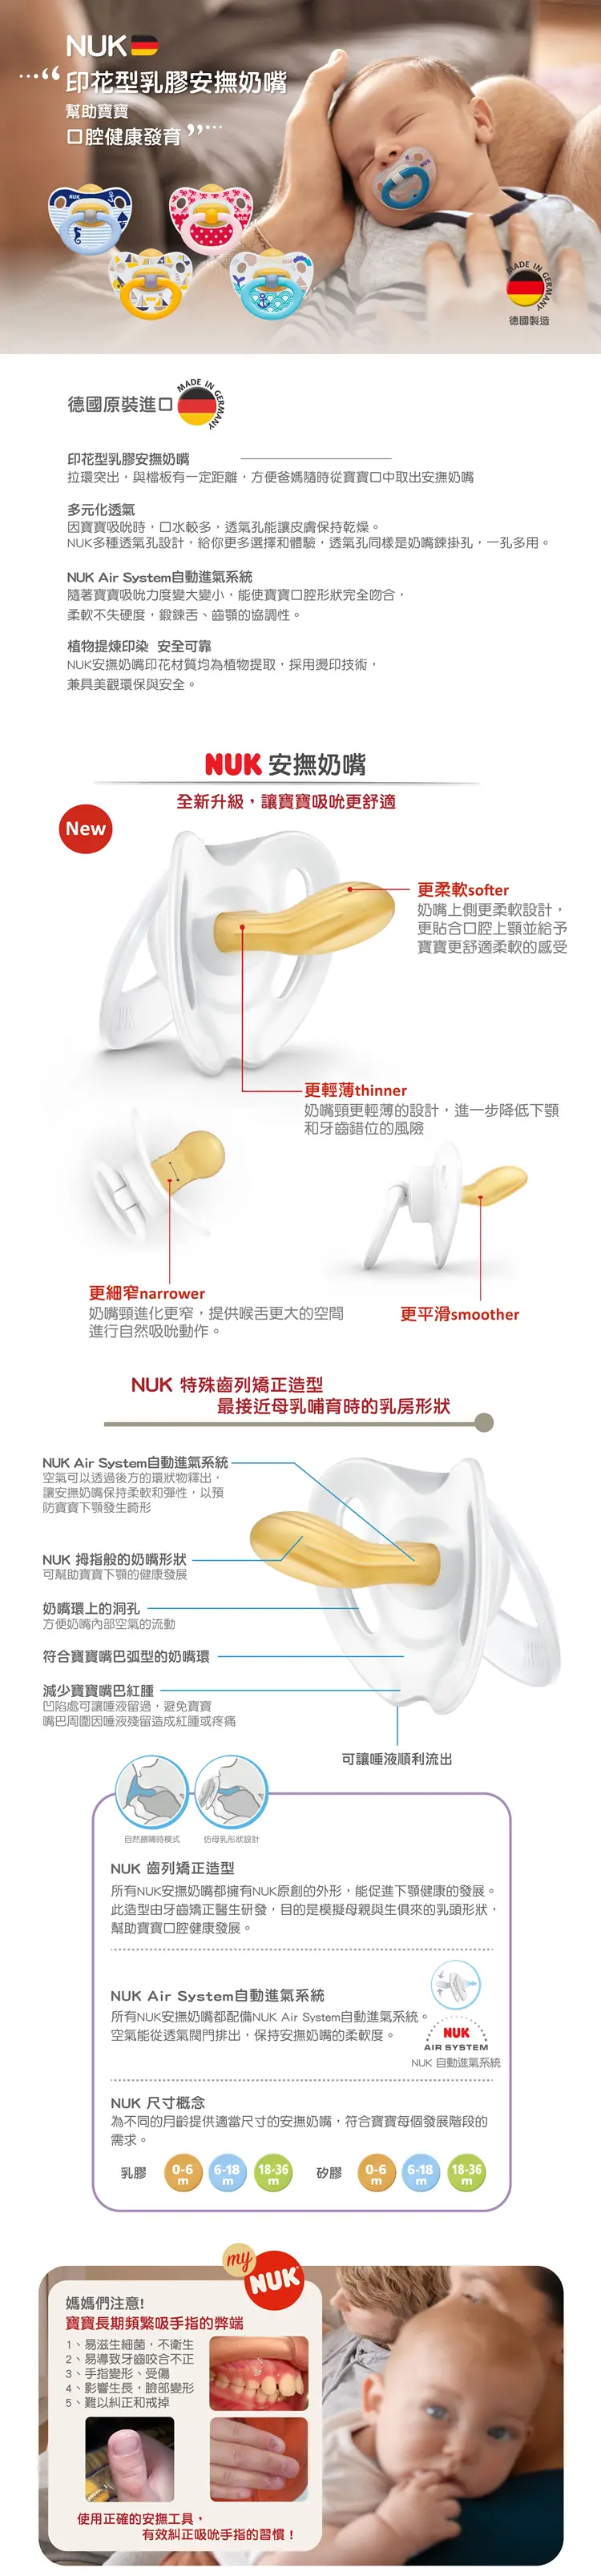 NUK
印花型乳膠安撫奶嘴
幫助寶寶
口腔健康發育
MADE IN GERMANY
德國製造
德國原裝進口
MADE IN GERMANY
印花型乳膠安撫奶嘴
拉環突出，與檔板有一定距離，方便爸媽隨時從寶寶口中取出安撫奶嘴
多元化透氣
因寶寶吸吮時，口水較多，透氣孔能讓皮膚保持乾燥。
NUK多種透氣孔設計，給你更多選擇和體驗，透氣孔同樣是奶嘴鍊掛孔，一孔多用。
NUK Air System自動進氣系統
隨著寶寶吸吮力度變大變小，能使寶寶口腔形狀完全吻合，
柔軟不失硬度，鍛鍊舌、齒顎的協調性。
植物提煉印染 安全可靠
NUK安撫奶嘴印花材質均為植物提取，採用燙印技術，
兼具美觀環保與安全。
NUK 安撫奶嘴
全新升級，讓寶寶吸吮更舒適
New
更柔軟softer
奶嘴上側更柔軟設計，
更貼合口腔上顎並給予
寶寶更舒適柔軟的感受
更輕薄thinner
奶嘴頸更輕薄的設計，進一步降低下顎
和牙齒錯位的風險
更細窄narrower
奶嘴頸進化更窄，提供喉舌更大的空間
進行自然吸吮動作。
更平滑smoother
NUK 特殊齒列矯正造型
最接近母乳哺育時的乳房形狀
NUK Air System自動進氣系統
空氣可以透過後方的環狀物釋出，
讓安撫奶嘴保持柔軟和彈性，以預
防寶寶下顎發生畸形
NUK 拇指般的奶嘴形狀
可幫助寶寶下顎的健康發展
奶嘴環上的洞孔
方便奶嘴內部空氣的流動
符合寶寶嘴巴弧型的奶嘴環
減少寶寶嘴巴紅腫
凹陷處可讓唾液留過，避免寶寶
嘴巴周圍因唾液殘留造成紅腫或疼痛
可讓唾液順利流出
自然餵哺時模式
仿母乳形狀設計
NUK 齒列矯正造型
所有NUK安撫奶嘴都擁有NUK原創的外形，能促進下顎健康的發展。
此造型由牙齒矯正醫生研發，目的是模擬母親與生俱來的乳頭形狀，
幫助寶寶口腔健康發展。
NUK Air System自動進氣系統
所有NUK安撫奶嘴都配備NUK Air System自動進氣系統。
空氣能從透氣閥門排出，保持安撫奶嘴的柔軟度。
NUK
AIR SYSTEM
NUK 自動進氣系統
NUK 尺寸概念
為不同的月齡提供適當尺寸的安撫奶嘴，符合寶寶每個發展階段的
需求。
乳膠 0-6 m 6-18 m 18-36 m 矽膠 0-6 m 6-18 m 18-36 m
my
NUK
媽媽們注意!
寶寶長期頻繁吸手指的弊端
1、易滋生細菌，不衛生
2、易導致牙齒咬合不正
3、手指變形、受傷
4、影響生長，臉部變形
5、難以糾正和戒掉
使用正確的安撫工具，
有效糾正吸吮手指的習慣！